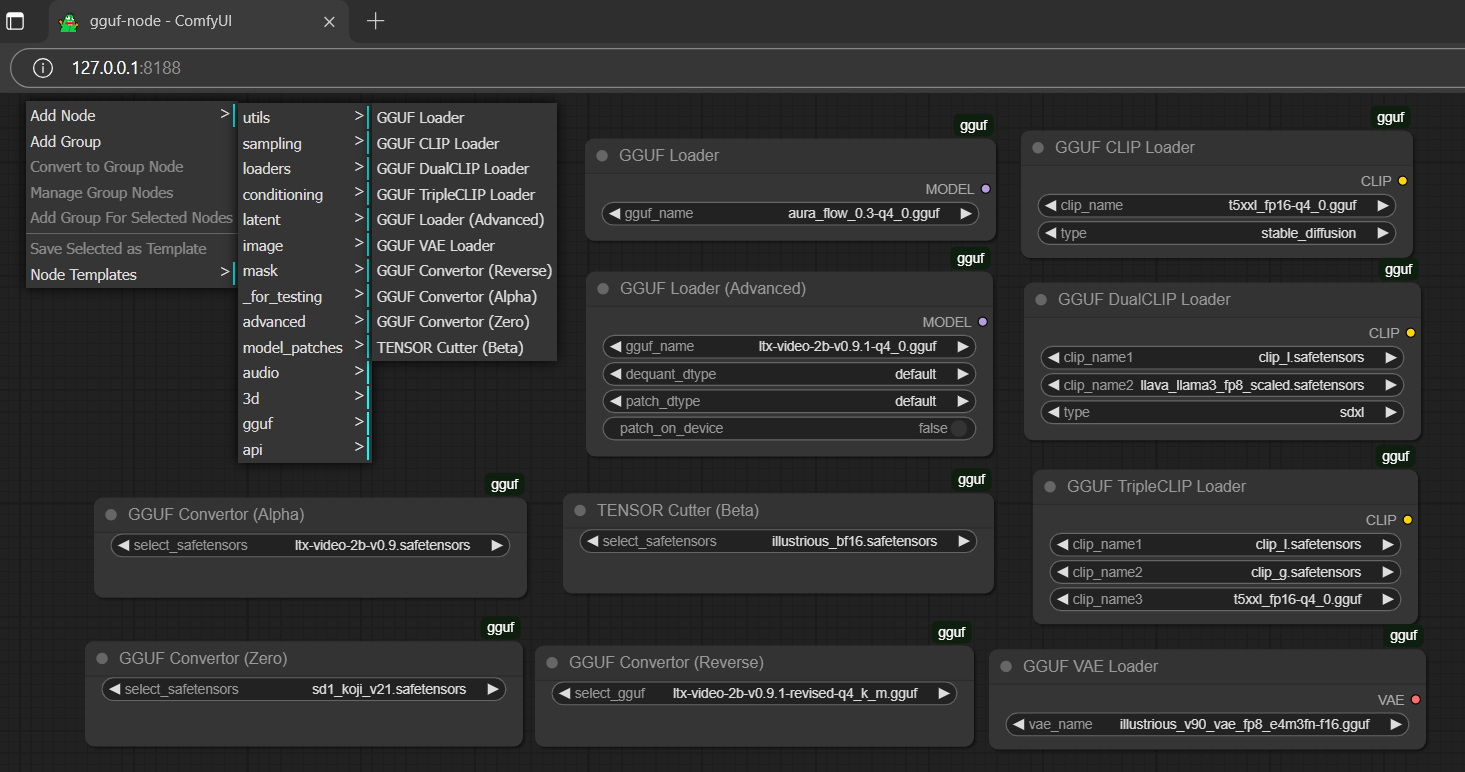 gguf-node - ComfyUI
127.0.0.1:8188
Add Node >
Add Group
Convert to Group Node
Manage Group Nodes
Add Group For Selected Nodes
Save Selected as Template
Node Templates >
utils >
sampling >
loaders >
conditioning >
latent >
image >
mask >
_for_testing >
advanced >
model_patches >
audio >
3d >
gguf >
api >
GGUF Loader
GGUF CLIP Loader
GGUF DualCLIP Loader
GGUF TripleCLIP Loader
GGUF Loader (Advanced)
GGUF VAE Loader
GGUF Convertor (Reverse)
GGUF Convertor (Alpha)
GGUF Convertor (Zero)
TENSOR Cutter (Beta)
gguf
GGUF Loader
MODEL
gguf_name aura_flow_0.3-q4_0.gguf
gguf
GGUF CLIP Loader
CLIP
clip_name t5xxl_fp16-q4_0.gguf
type stable_diffusion
gguf
GGUF Loader (Advanced)
MODEL
gguf_name ltx-video-2b-v0.9.1-q4_0.gguf
dequant_dtype default
patch_dtype default
patch_on_device false
gguf
GGUF DualCLIP Loader
CLIP
clip_name1 clip_l.safetensors
clip_name2 llava_llama3_fp8_scaled.safetensors
type sdxl
gguf
GGUF Convertor (Alpha)
select_safetensors ltx-video-2b-v0.9.safetensors
gguf
TENSOR Cutter (Beta)
select_safetensors illustrious_bf16.safetensors
gguf
GGUF TripleCLIP Loader
CLIP
clip_name1 clip_l.safetensors
clip_name2 clip_g.safetensors
clip_name3 t5xxl_fp16-q4_0.gguf
gguf
GGUF Convertor (Zero)
select_safetensors sd1_koji_v21.safetensors
gguf
GGUF Convertor (Reverse)
select_gguf ltx-video-2b-v0.9.1-revised-q4_k_m.gguf
gguf
GGUF VAE Loader
VAE
vae_name illustrious_v90_vae_fp8_e4m3fn-f16.gguf